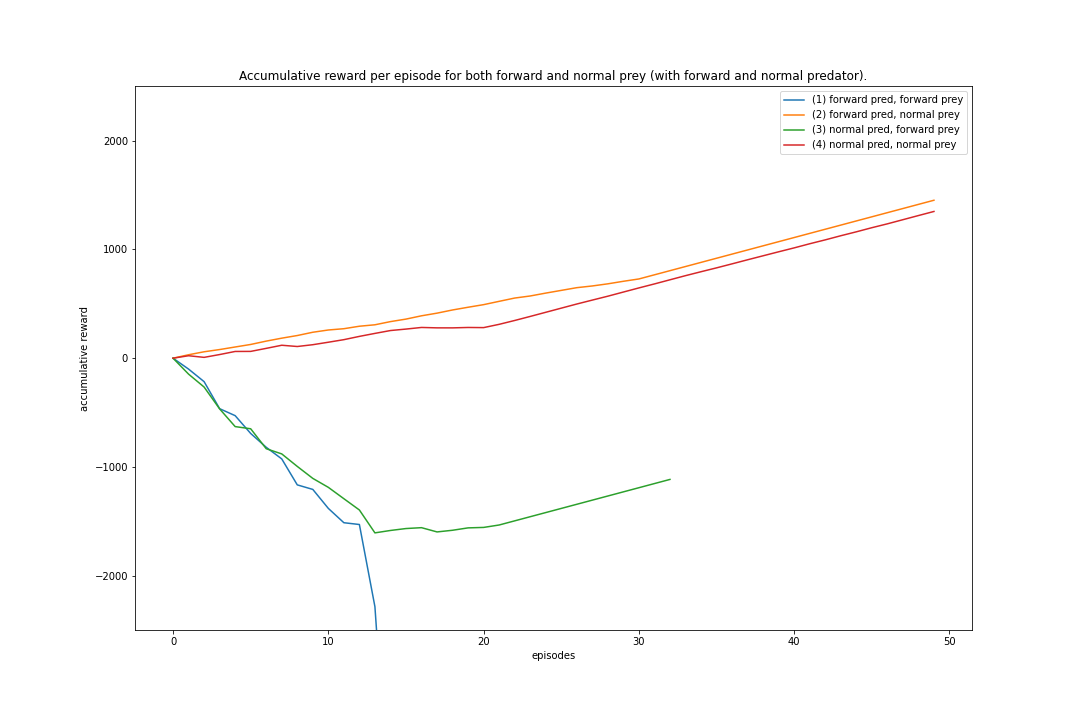 Accumulative reward per episode for both forward and normal prey (with forward and normal predator).
(1) forward pred, forward prey
(2) forward pred, normal prey
(3) normal pred, forward prey
(4) normal pred, normal prey
2000
1000
0
−1000
−2000
accumulative reward
0 10 20 30 40 50
episodes